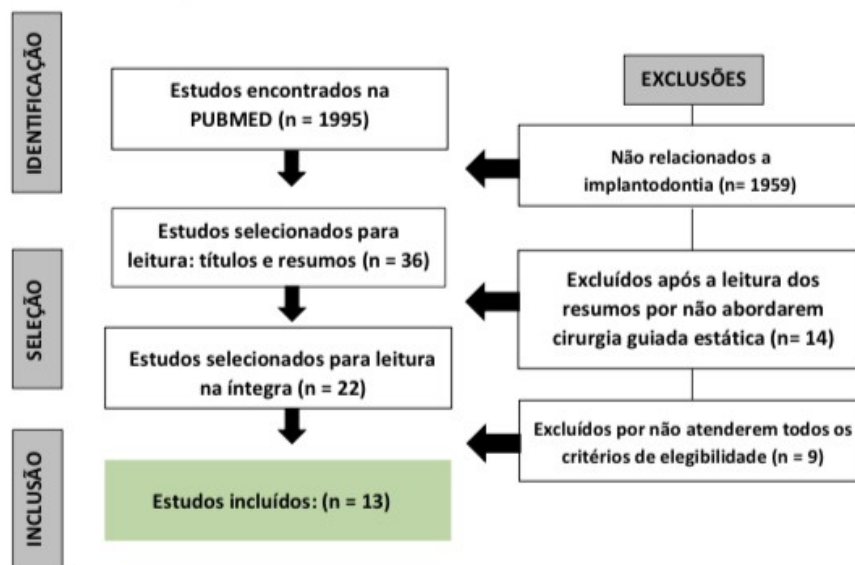 IDENTIFICAÇÃO
Estudos encontrados na
PUBMED (n = 1995)
EXCLUSÕES
Não relacionados a
implantodontia (n= 1959)
SELEÇÃO
Estudos selecionados para
leitura: títulos e resumos (n = 36)
Excluídos após a leitura dos
resumos por não abordarem
cirurgia guiada estática (n= 14)
Estudos selecionados para leitura
na íntegra (n = 22)
Excluídos por não atenderem todos os
critérios de elegibilidade (n = 9)
INCLUSÃO
Estudos incluídos: (n = 13)